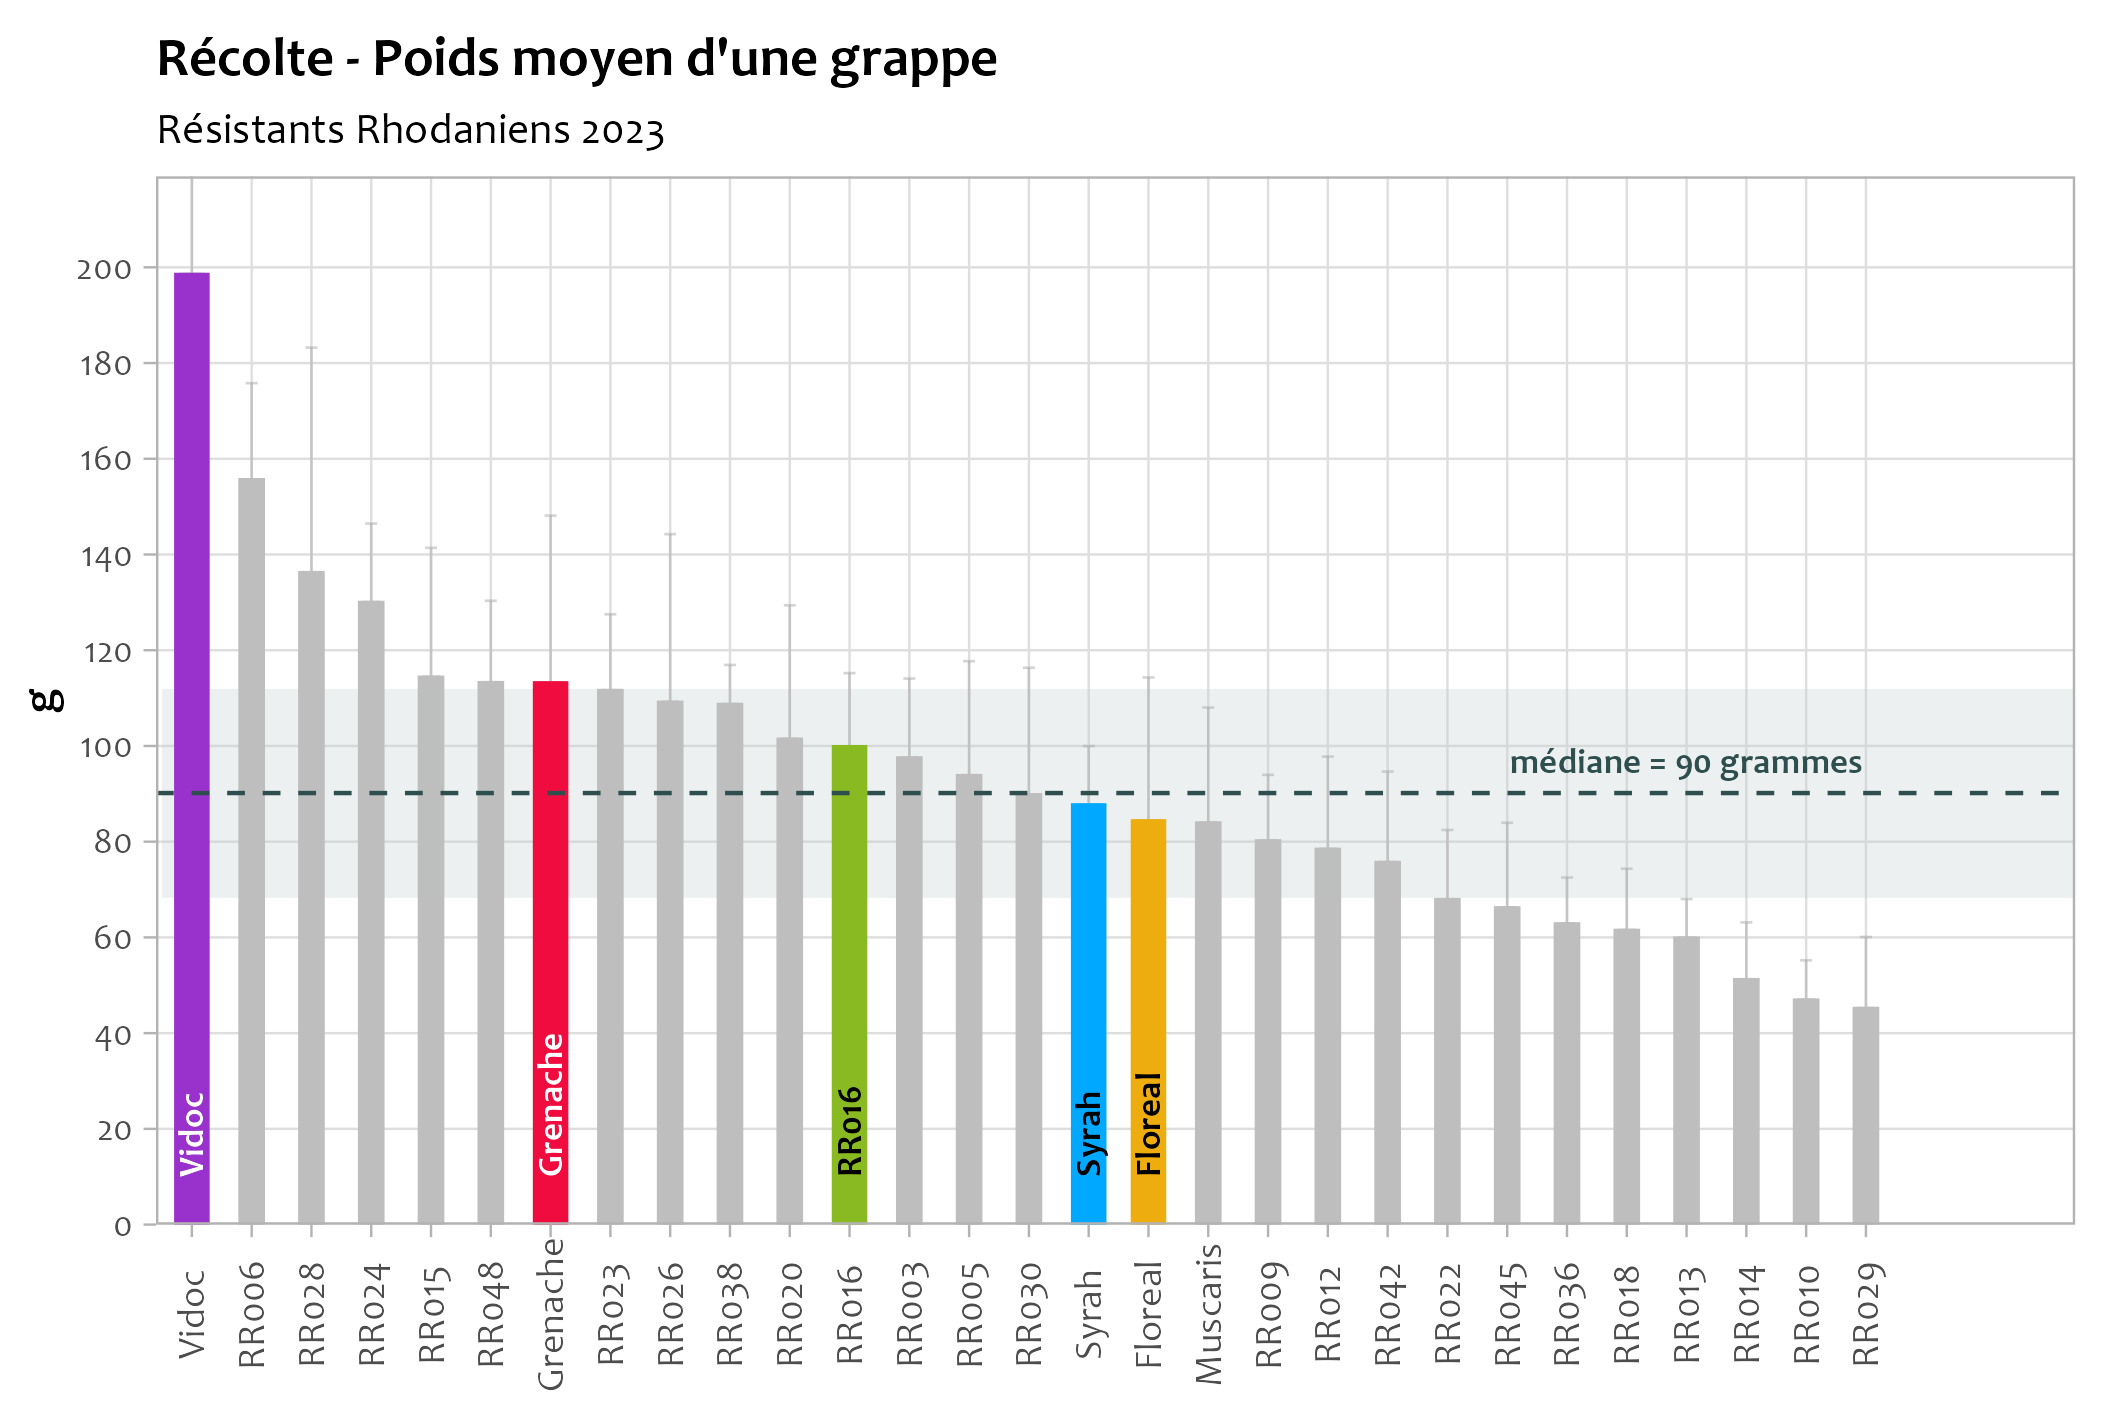 Récolte - Poids moyen d'une grappe
Résistants Rhodaniens 2023
g
200
180
160
140
120
100
80
60
40
20
0
médiane = 90 grammes
Vidoc
Grenache
RR016
Syrah
Floreal
Vidoc
RR006
RR028
RR024
RR015
RR048
Grenache
RR023
RR026
RR038
RR020
RR016
RR003
RR005
RR030
Syrah
Floreal
Muscaris
RR009
RR012
RR042
RR022
RR045
RR036
RR018
RR013
RR014
RR010
RR029